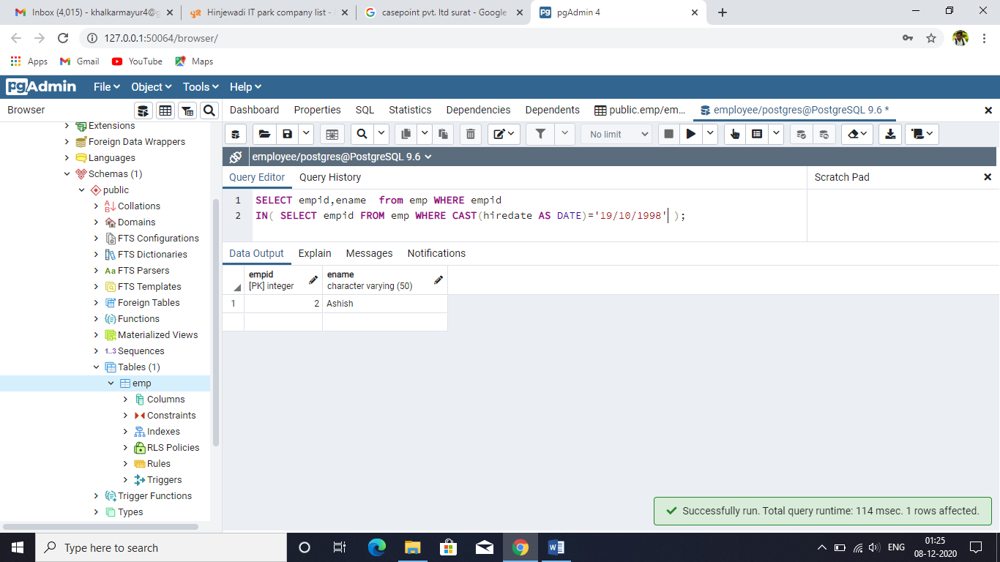 Inbox (4,015) - khalkarmayur4@g
Hinjewadi IT park company list -
casepoint pvt. ltd surat - Google
pgAdmin 4
127.0.0.1:50064/browser/
Apps
Gmail
YouTube
Maps
pgAdmin
File
Object
Tools
Help
Browser
Dashboard
Properties
SQL
Statistics
Dependencies
Dependents
public.emp/em...
employee/postgres@PostgreSQL 9.6 *
No limit
employee/postgres@PostgreSQL 9.6
Query Editor
Query History
Scratch Pad
1 SELECT empid,ename  from emp WHERE empid
2 IN( SELECT empid FROM emp WHERE CAST(hiredate AS DATE)='19/10/1998' );
Data Output
Explain
Messages
Notifications
empid
[PK] integer
ename
character varying (50)
1 2 Ashish
Extensions
Foreign Data Wrappers
Languages
Schemas (1)
public
Collations
Domains
FTS Configurations
FTS Dictionaries
FTS Parsers
FTS Templates
Foreign Tables
Functions
Materialized Views
1..3 Sequences
Tables (1)
emp
Columns
Constraints
Indexes
RLS Policies
Rules
Triggers
Trigger Functions
Types
Successfully run. Total query runtime: 114 msec. 1 rows affected.
Type here to search
ENG
01:25
08-12-2020